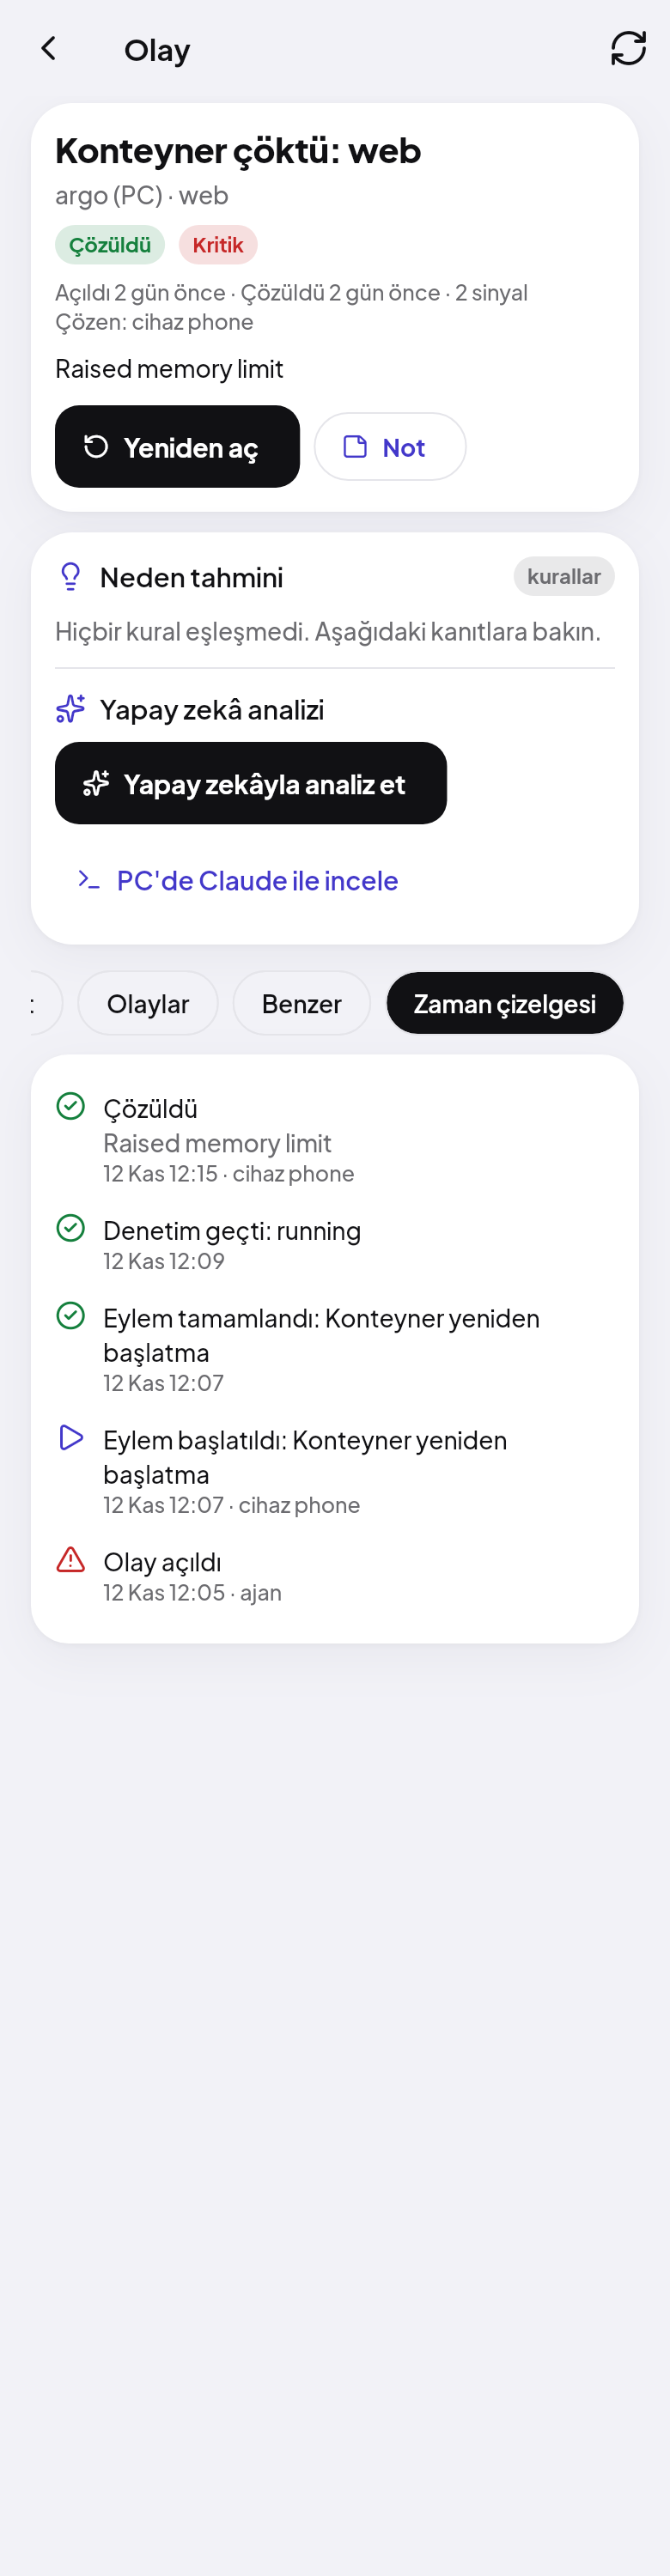 Olay
Konteyner çöktü: web
argo (PC) · web
Çözüldü
Kritik
Açıldı 2 gün önce · Çözüldü 2 gün önce · 2 sinyal
Çözen: cihaz phone
Raised memory limit
Yeniden aç
Not
Neden tahmini
kurallar
Hiçbir kural eşleşmedi. Aşağıdaki kanıtlara bakın.
Yapay zekâ analizi
Yapay zekâyla analiz et
PC'de Claude ile incele
Olaylar
Benzer
Zaman çizelgesi
Çözüldü
Raised memory limit
12 Kas 12:15 · cihaz phone
Denetim geçti: running
12 Kas 12:09
Eylem tamamlandı: Konteyner yeniden
başlatma
12 Kas 12:07
Eylem başlatıldı: Konteyner yeniden
başlatma
12 Kas 12:07 · cihaz phone
Olay açıldı
12 Kas 12:05 · ajan